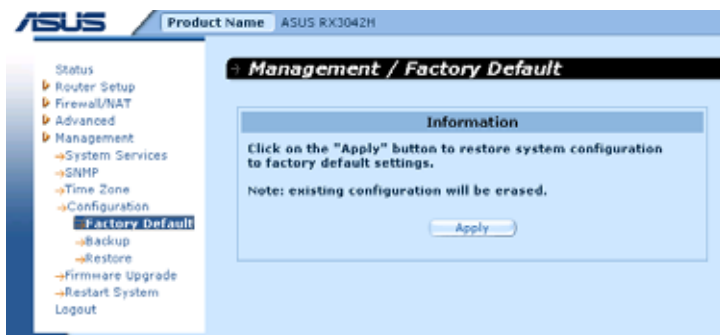 ASUS
Product Name ASUS RX3042H
Status
Router Setup
Firewall/NAT
Advanced
Management
System Services
SNMP
Time Zone
Configuration
Factory Default
Backup
Restore
Firmware Upgrade
Restart System
Logout
Management / Factory Default
Information
Click on the "Apply" button to restore system configuration
to factory default settings.
Note: existing configuration will be erased.
Apply